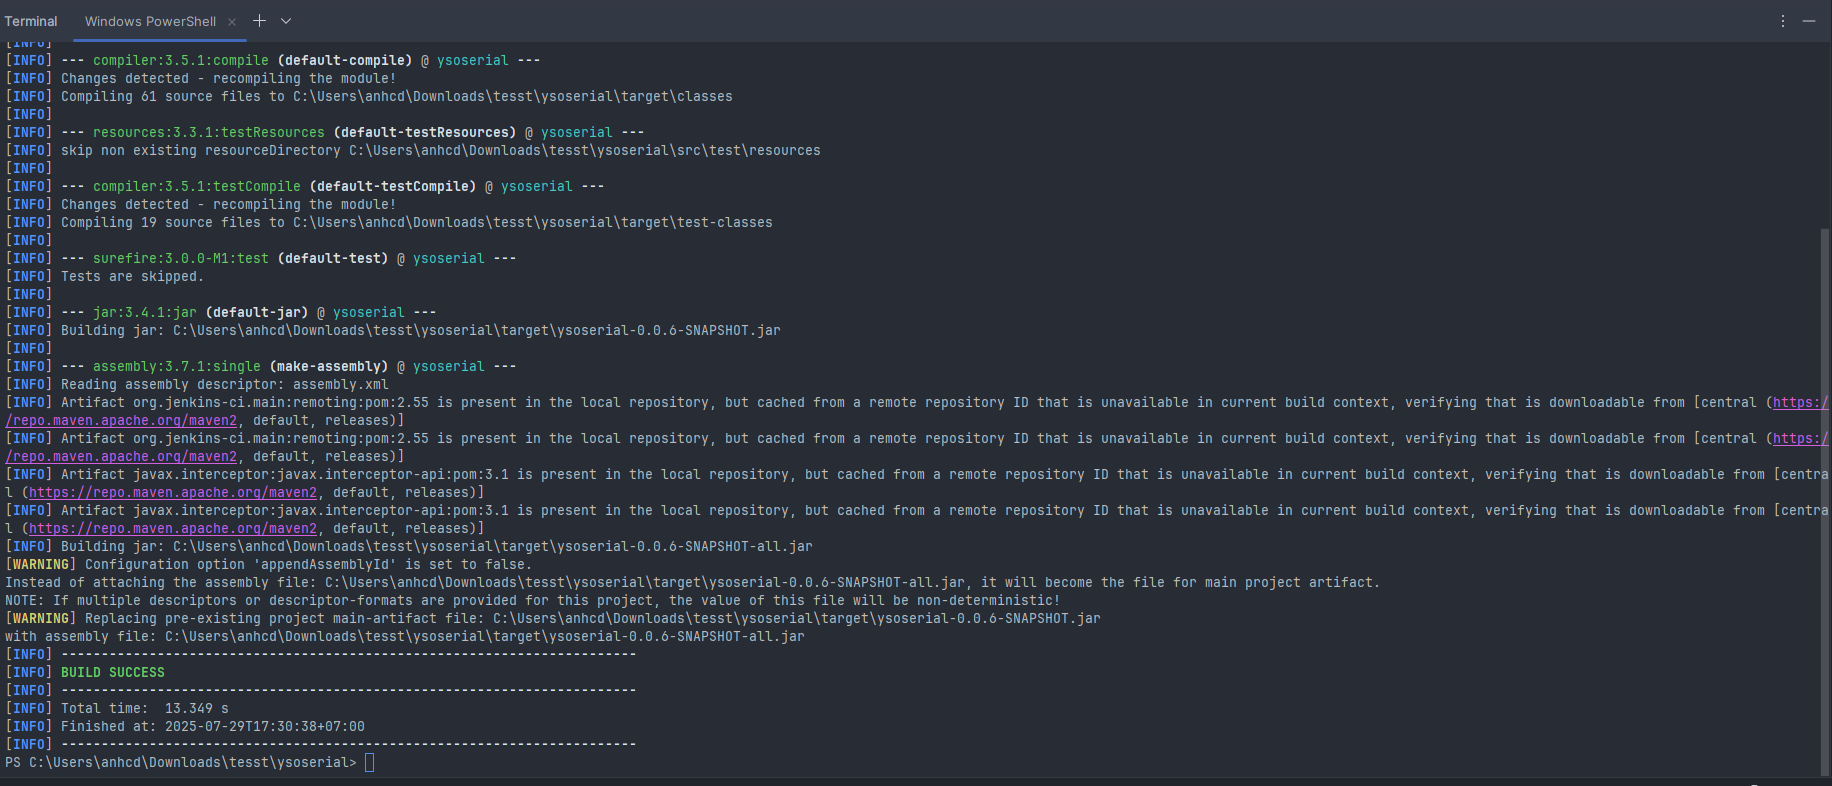 Terminal
Windows PowerShell
[INFO]
[INFO] --- compiler:3.5.1:compile (default-compile) @ ysoserial ---
[INFO] Changes detected - recompiling the module!
[INFO] Compiling 61 source files to C:\Users\anhcd\Downloads\tesst\ysoserial\target\classes
[INFO]
[INFO] --- resources:3.3.1:testResources (default-testResources) @ ysoserial ---
[INFO] skip non existing resourceDirectory C:\Users\anhcd\Downloads\tesst\ysoserial\src\test\resources
[INFO]
[INFO] --- compiler:3.5.1:testCompile (default-testCompile) @ ysoserial ---
[INFO] Changes detected - recompiling the module!
[INFO] Compiling 19 source files to C:\Users\anhcd\Downloads\tesst\ysoserial\target\test-classes
[INFO]
[INFO] --- surefire:3.0.0-M1:test (default-test) @ ysoserial ---
[INFO] Tests are skipped.
[INFO]
[INFO] --- jar:3.4.1:jar (default-jar) @ ysoserial ---
[INFO] Building jar: C:\Users\anhcd\Downloads\tesst\ysoserial\target\ysoserial-0.0.6-SNAPSHOT.jar
[INFO]
[INFO] --- assembly:3.7.1:single (make-assembly) @ ysoserial ---
[INFO] Reading assembly descriptor: assembly.xml
[INFO] Artifact org.jenkins-ci.main:remoting:pom:2.55 is present in the local repository, but cached from a remote repository ID that is unavailable in current build context, verifying that is downloadable from [central (https:/
/repo.maven.apache.org/maven2, default, releases)]
[INFO] Artifact org.jenkins-ci.main:remoting:pom:2.55 is present in the local repository, but cached from a remote repository ID that is unavailable in current build context, verifying that is downloadable from [central (https:/
/repo.maven.apache.org/maven2, default, releases)]
[INFO] Artifact javax.interceptor:javax.interceptor-api:pom:3.1 is present in the local repository, but cached from a remote repository ID that is unavailable in current build context, verifying that is downloadable from [centra
l (https://repo.maven.apache.org/maven2, default, releases)]
[INFO] Artifact javax.interceptor:javax.interceptor-api:pom:3.1 is present in the local repository, but cached from a remote repository ID that is unavailable in current build context, verifying that is downloadable from [centra
l (https://repo.maven.apache.org/maven2, default, releases)]
[INFO] Building jar: C:\Users\anhcd\Downloads\tesst\ysoserial\target\ysoserial-0.0.6-SNAPSHOT-all.jar
[WARNING] Configuration option 'appendAssemblyId' is set to false.
Instead of attaching the assembly file: C:\Users\anhcd\Downloads\tesst\ysoserial\target\ysoserial-0.0.6-SNAPSHOT-all.jar, it will become the file for main project artifact.
NOTE: If multiple descriptors or descriptor-formats are provided for this project, the value of this file will be non-deterministic!
[WARNING] Replacing pre-existing project main-artifact file: C:\Users\anhcd\Downloads\tesst\ysoserial\target\ysoserial-0.0.6-SNAPSHOT.jar
with assembly file: C:\Users\anhcd\Downloads\tesst\ysoserial\target\ysoserial-0.0.6-SNAPSHOT-all.jar
[INFO] ------------------------------------------------------------------------
[INFO] BUILD SUCCESS
[INFO] ------------------------------------------------------------------------
[INFO] Total time:  13.349 s
[INFO] Finished at: 2025-07-29T17:30:38+07:00
[INFO] ------------------------------------------------------------------------
PS C:\Users\anhcd\Downloads\tesst\ysoserial>